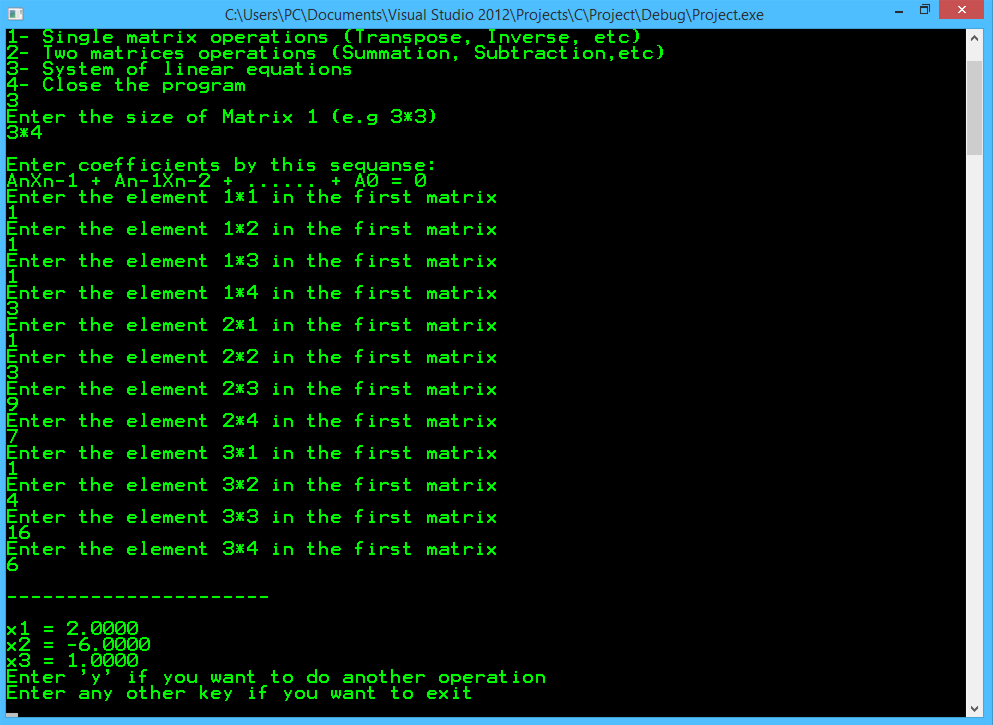 C:\Users\PC\Documents\Visual Studio 2012\Projects\C\Project\Debug\Project.exe
1- Single matrix operations (Transpose, Inverse, etc)
2- Two matrices operations (Summation, Subtraction,etc)
3- System of linear equations
4- Close the program
3
Enter the size of Matrix 1 (e.g 3*3)
3*4
Enter coefficients by this sequanse:
AnXn-1 + An-1Xn-2 + ...... + A0 = 0
Enter the element 1*1 in the first matrix
1
Enter the element 1*2 in the first matrix
1
Enter the element 1*3 in the first matrix
1
Enter the element 1*4 in the first matrix
3
Enter the element 2*1 in the first matrix
1
Enter the element 2*2 in the first matrix
3
Enter the element 2*3 in the first matrix
9
Enter the element 2*4 in the first matrix
7
Enter the element 3*1 in the first matrix
1
Enter the element 3*2 in the first matrix
4
Enter the element 3*3 in the first matrix
16
Enter the element 3*4 in the first matrix
6
----------------------
x1 = 2.0000
x2 = -6.0000
x3 = 1.0000
Enter 'y' if you want to do another operation
Enter any other key if you want to exit